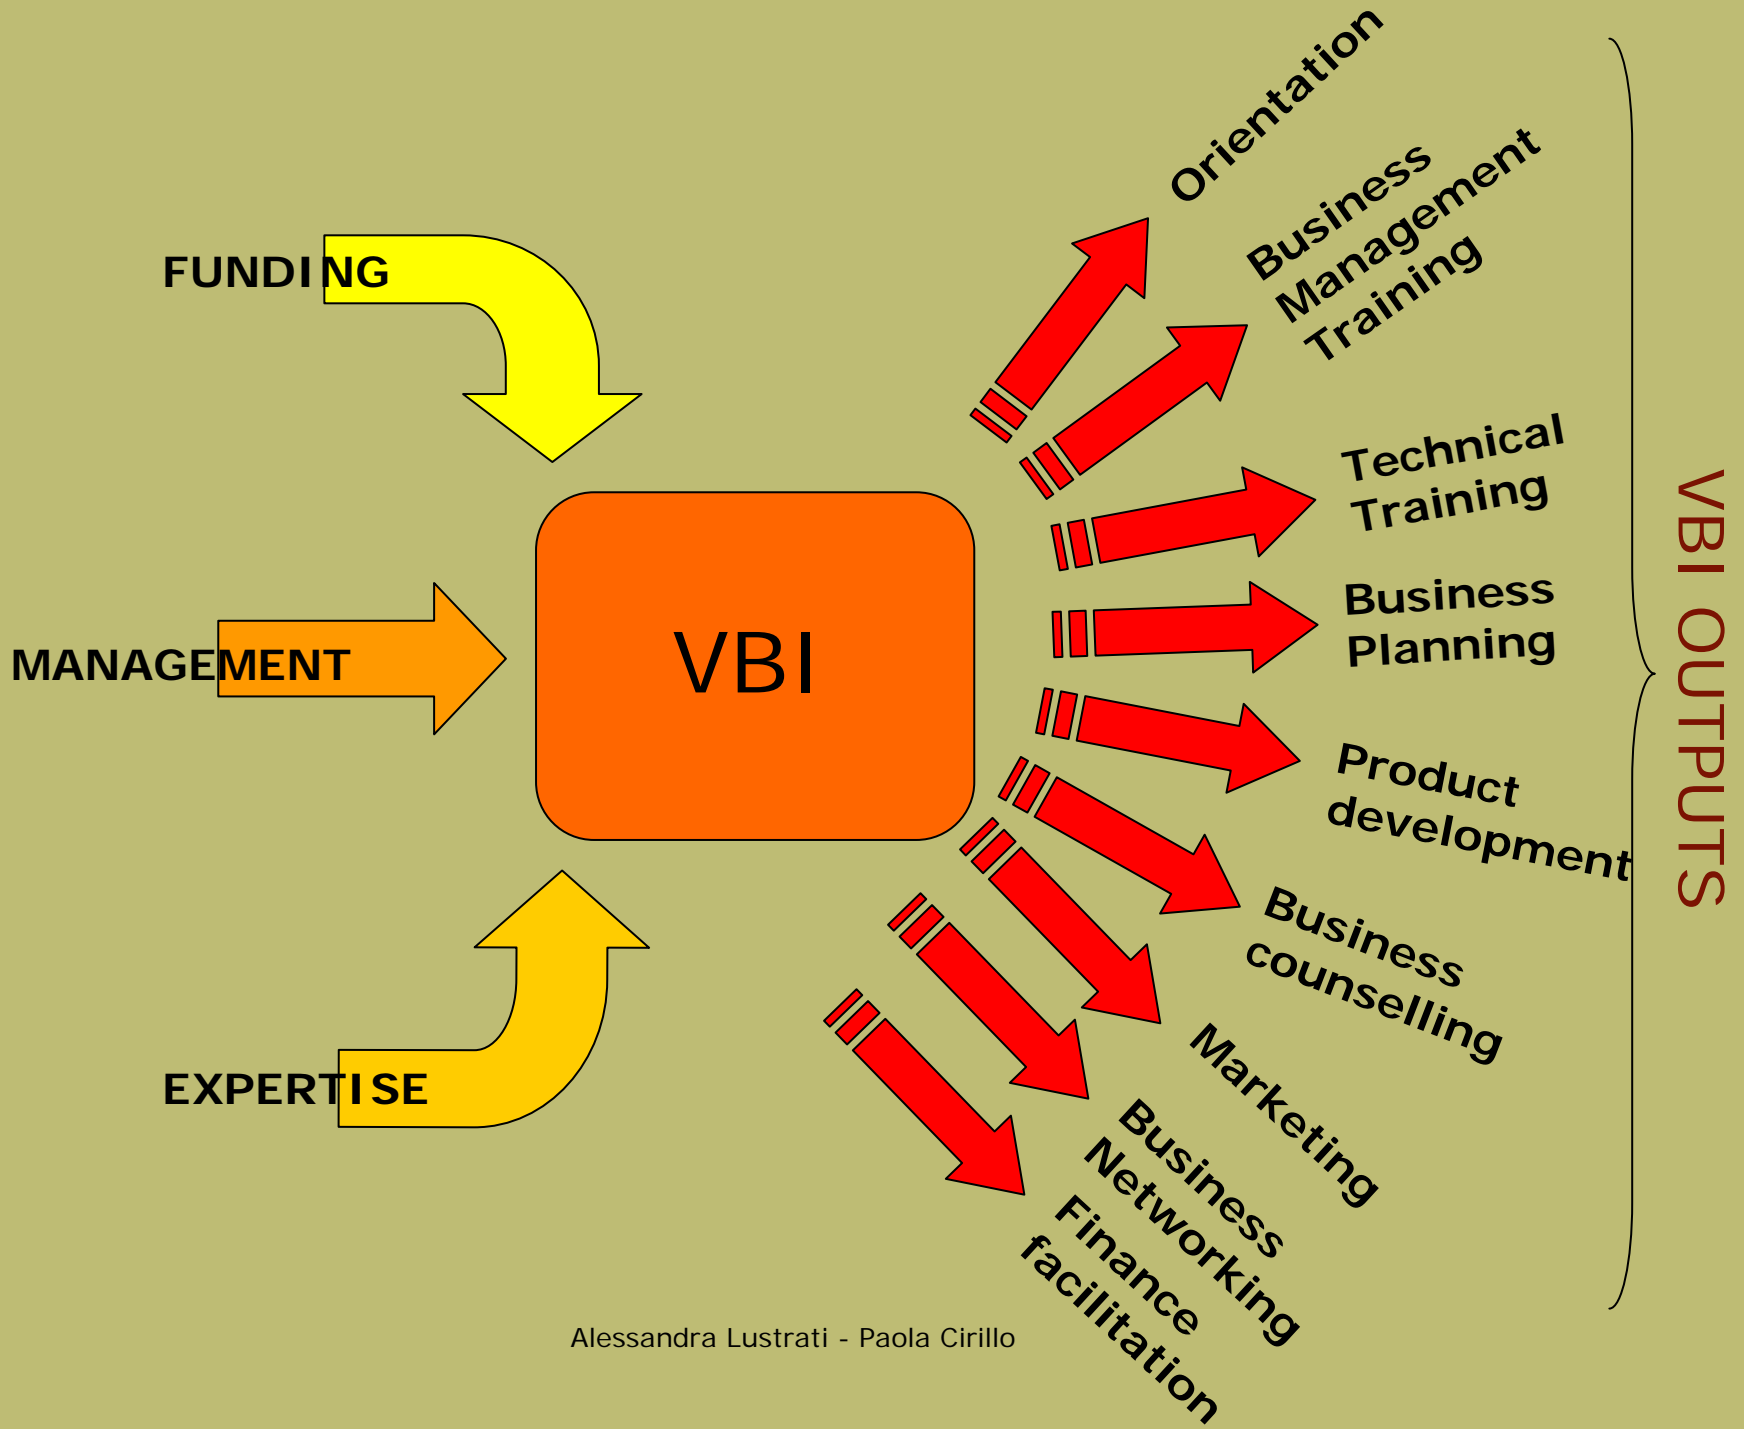 FUNDING
MANAGEMENT
EXPERTISE
VBI
Orientation
Business
Management
Training
Technical
Training
Business
Planning
Product
development
Business
counselling
Marketing
Business
Networking
Finance
facilitation
VBI OUTPUTS
Alessandra Lustrati - Paola Cirillo